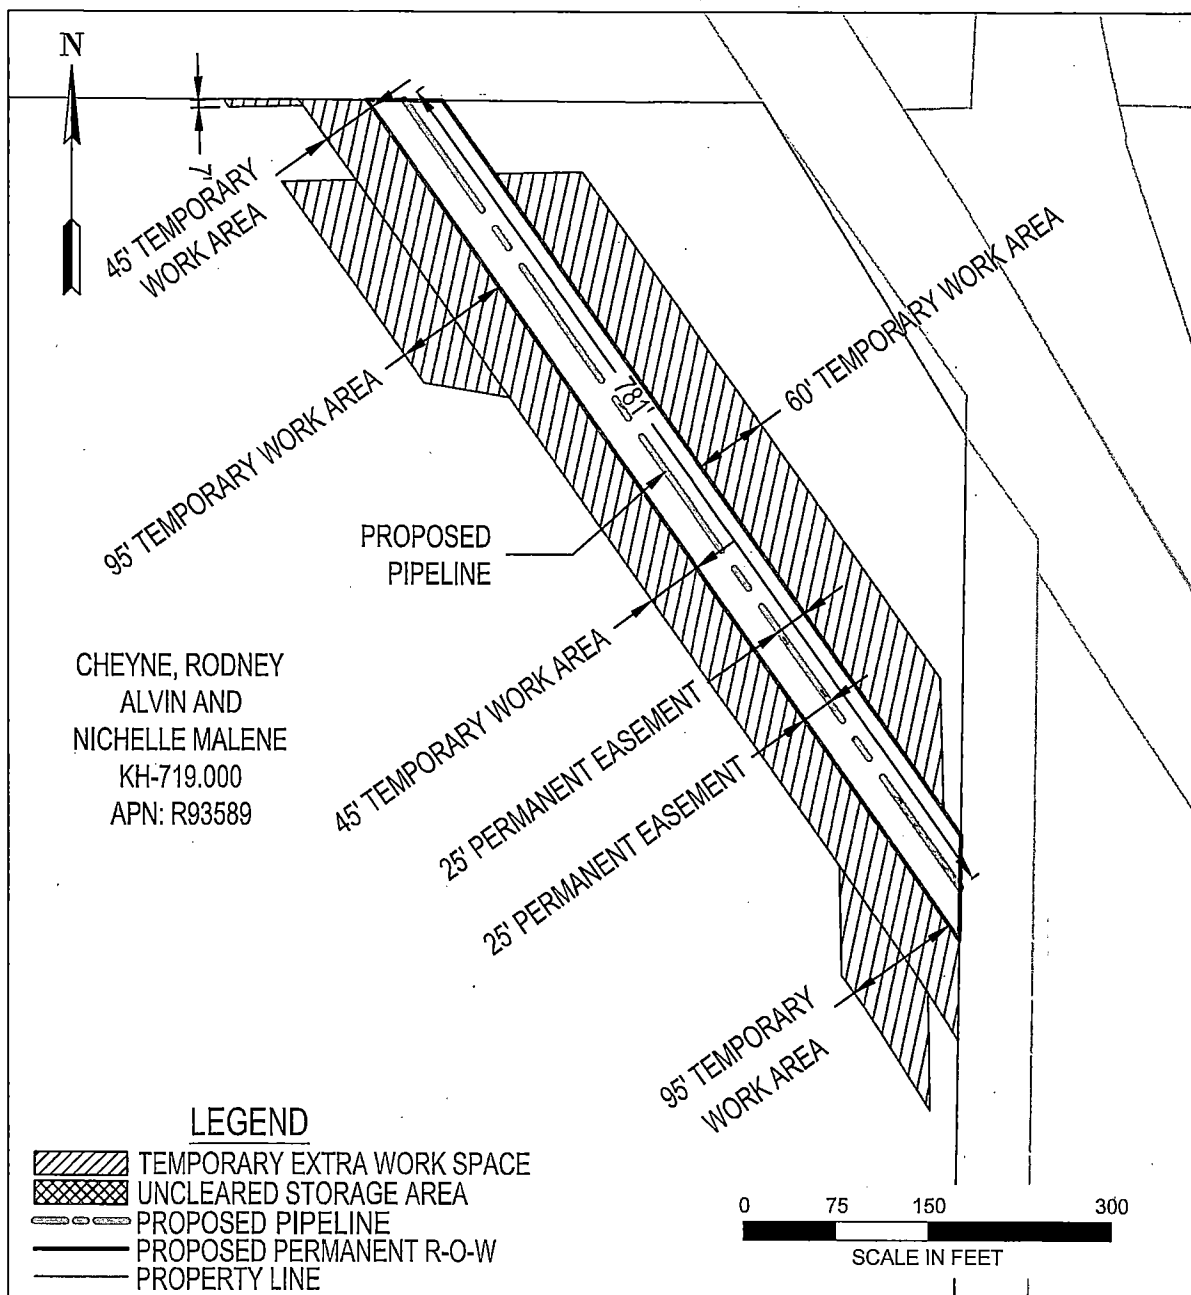 N
7'
45' TEMPORARY
WORK AREA
60' TEMPORARY WORK AREA
95' TEMPORARY WORK AREA
781'
PROPOSED
PIPELINE
45' TEMPORARY WORK AREA
25' PERMANENT EASEMENT
25' PERMANENT EASEMENT
CHEYNE, RODNEY
ALVIN AND
NICHELLE MALENE
KH-719.000
APN: R93589
95' TEMPORARY
WORK AREA
LEGEND
TEMPORARY EXTRA WORK SPACE
UNCLEARED STORAGE AREA
PROPOSED PIPELINE
PROPOSED PERMANENT R-O-W
PROPERTY LINE
0 75 150 300
SCALE IN FEET